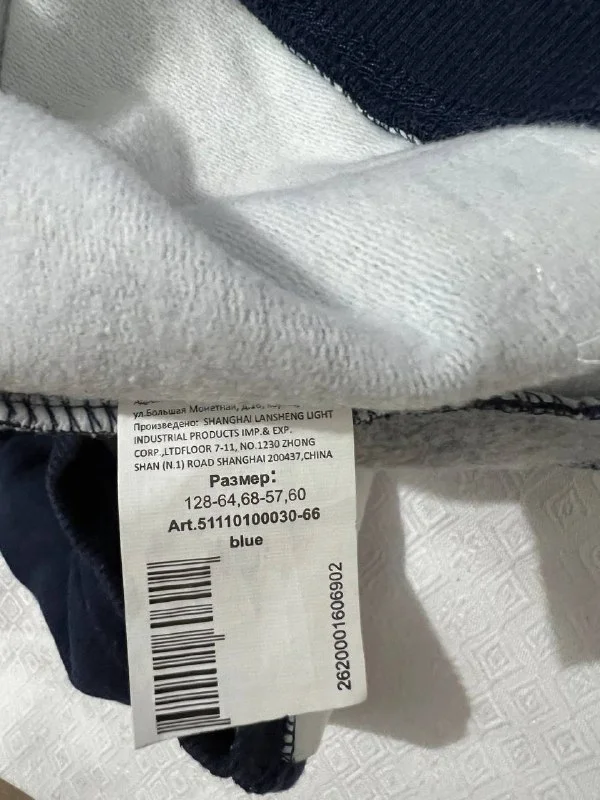 ул.Большая Монетная, д.16,
Произведено: SHANGHAI LANSHENG LIGHT
INDUSTRIAL PRODUCTS IMP.& EXP.
CORP.,LTDFLOOR 7-11, NO.1230 ZHONG
SHAN (N.1) ROAD SHANGHAI 200437,CHINA
Размер:
128-64,68-57,60
Art.51110100030-66
blue
2620001606902